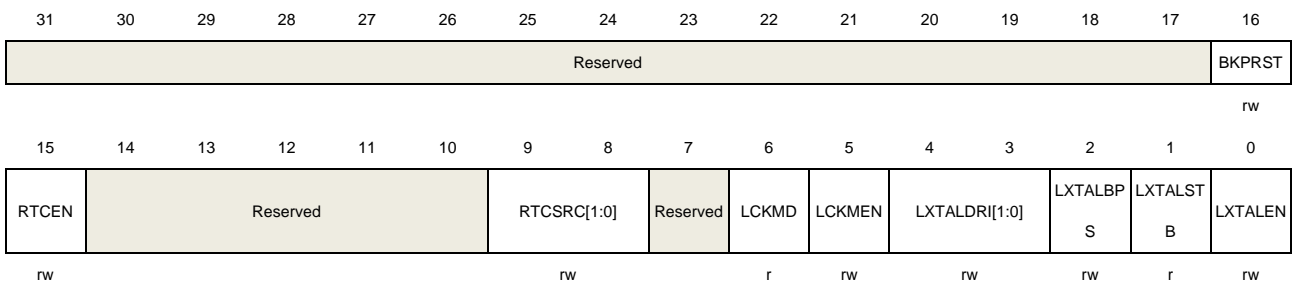 31 30 29 28 27 26 25 24 23 22 21 20 19 18 17 16
Reserved BKPRST
rw
15 14 13 12 11 10 9 8 7 6 5 4 3 2 1 0
RTCEN Reserved RTCSRC[1:0] Reserved LCKMD LCKMEN LXTALDRI[1:0] LXTALBP LXTALST LXTALEN
S B
rw rw r rw rw rw r rw